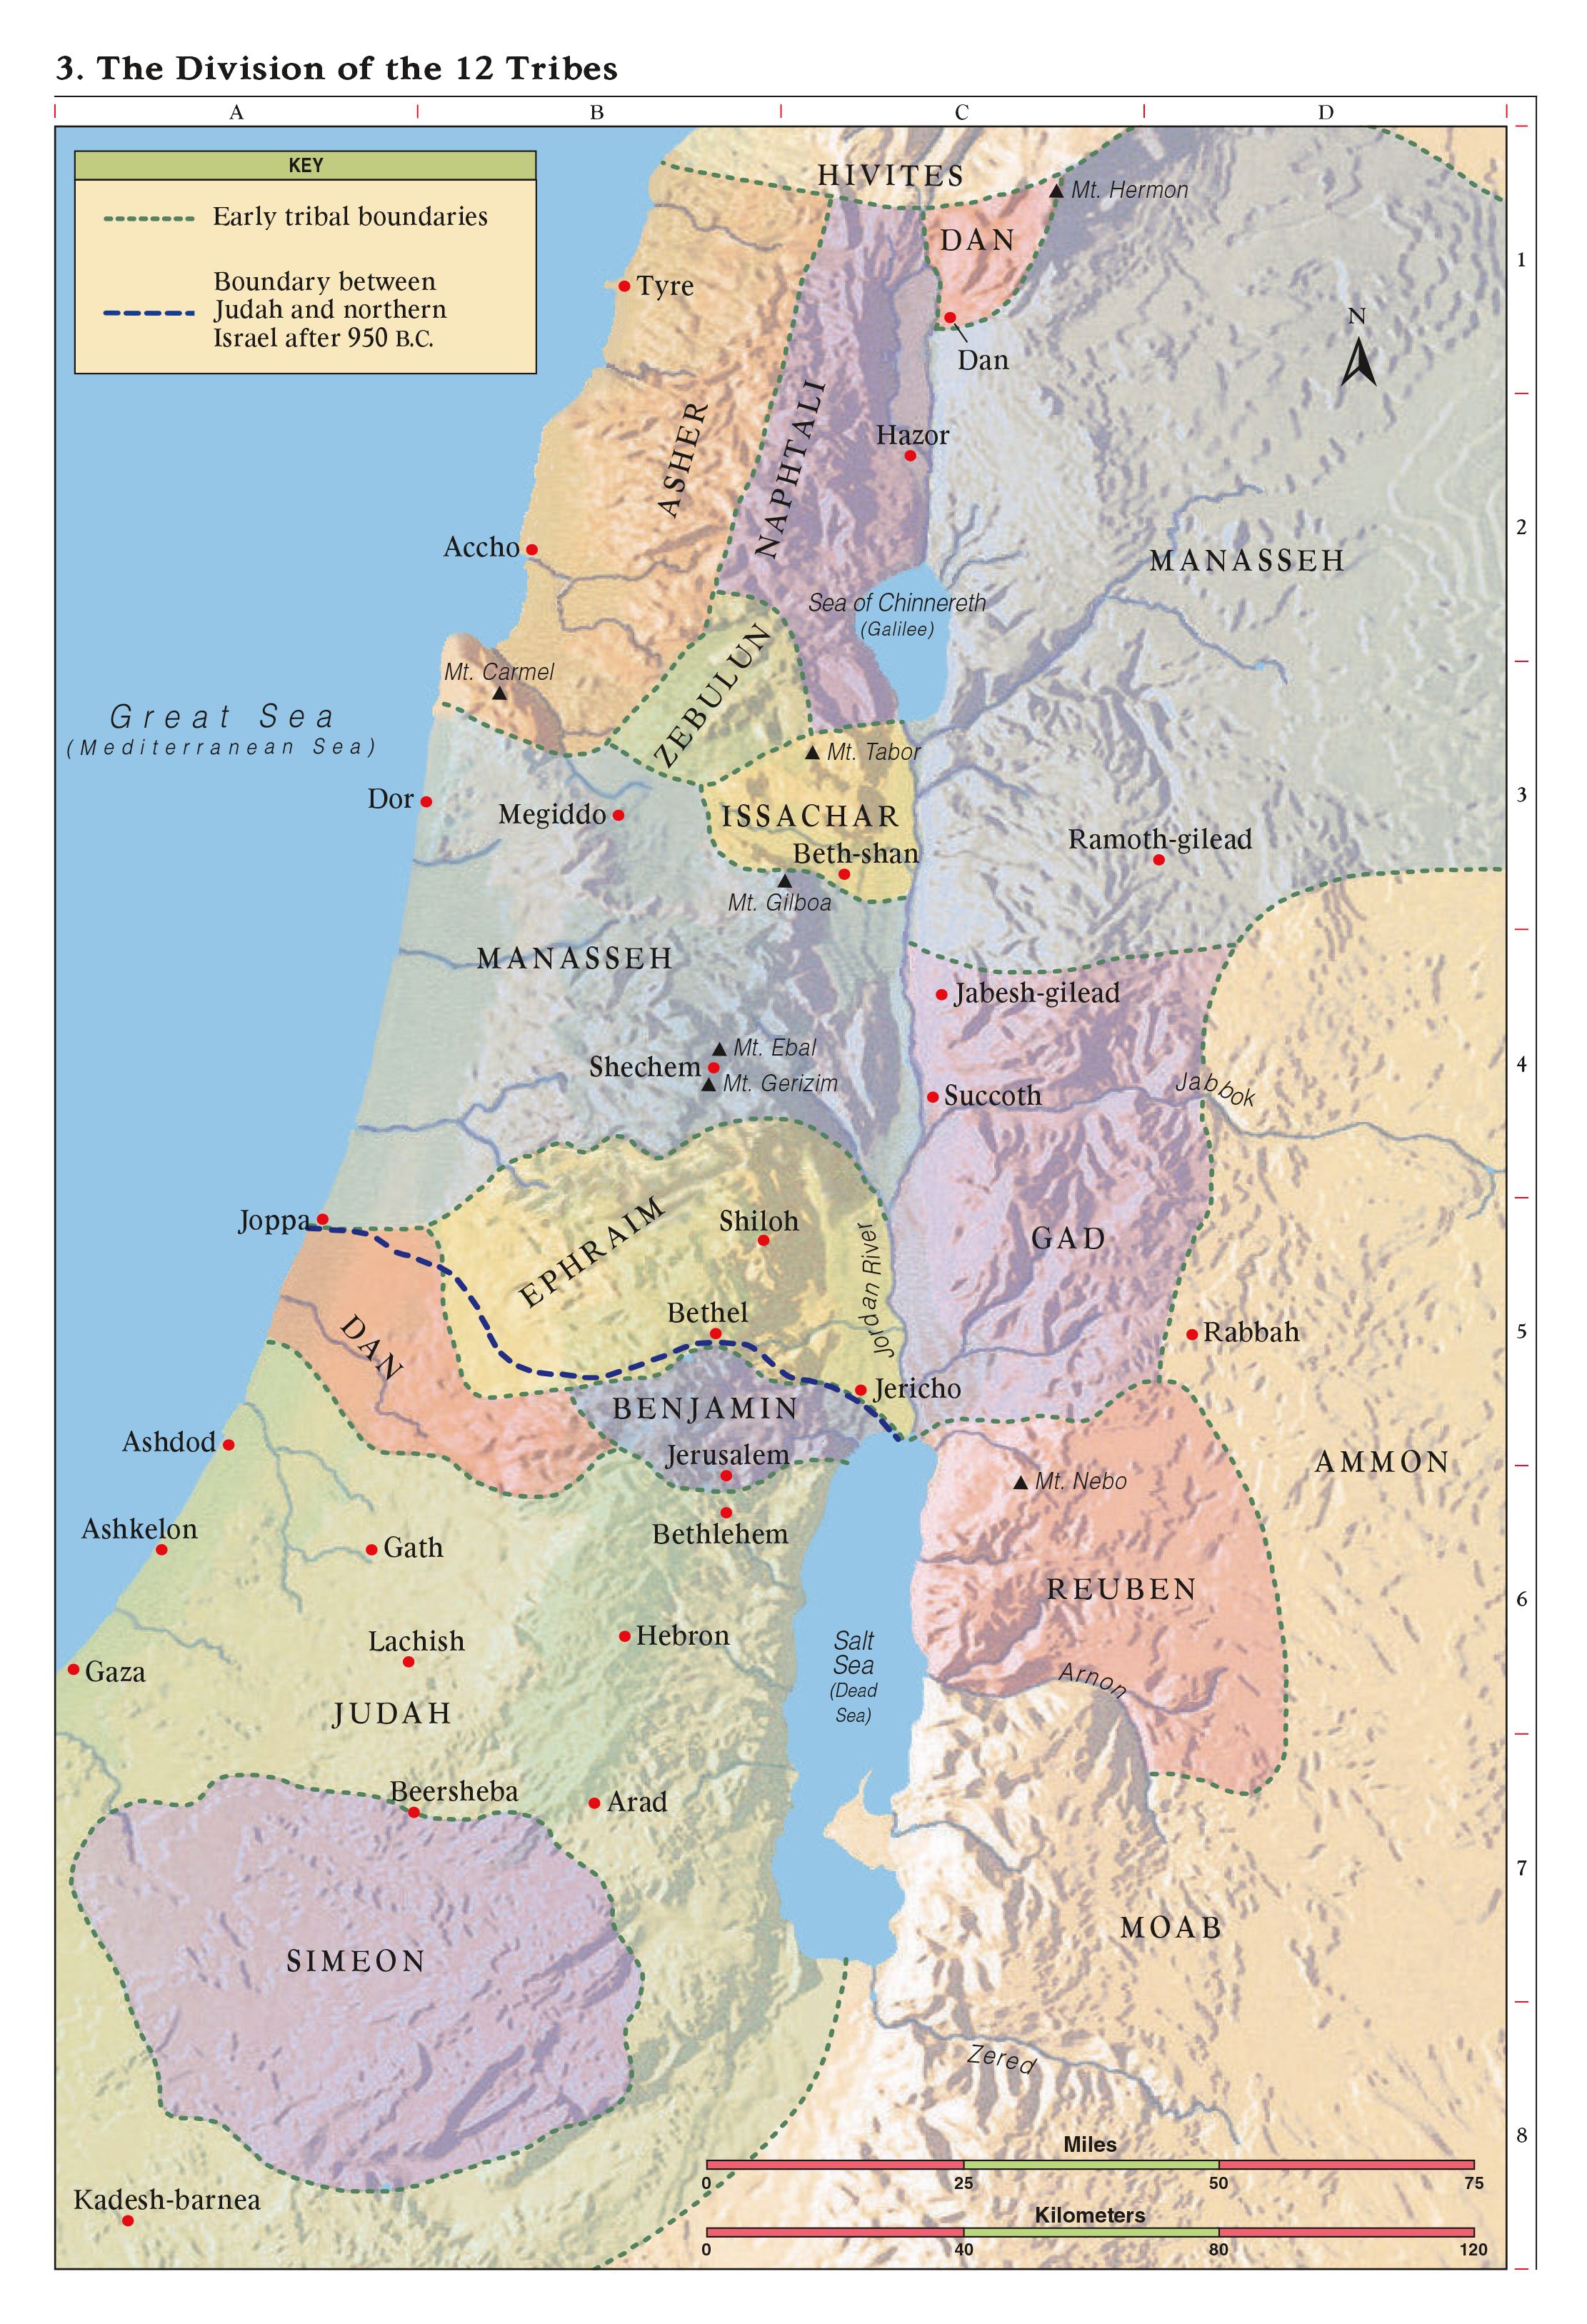 3. The Division of the 12 Tribes
A
B
C
D
KEY
Early tribal boundaries
Boundary between
Judah and northern
Israel after 950 B.C.
HIVITES
Mt. Hermon
DAN
1
Tyre
N
Dan
ASHER
NAPHTALI
Hazor
2
Accho
MANASSEH
Sea of Chinnereth
(Galilee)
ZEBULUN
Mt. Carmel
Great Sea
(Mediterranean Sea)
Mt. Tabor
Dor
3
Megiddo
ISSACHAR
Ramoth-gilead
Beth-shan
Mt. Gilboa
MANASSEH
Jabesh-gilead
Mt. Ebal
Shechem
4
Mt. Gerizim
Jabbok
Succoth
Joppa
EPHRAIM
Shiloh
GAD
Jordan River
Bethel
DAN
5
Rabbah
Jericho
BENJAMIN
Ashdod
Jerusalem
AMMON
Mt. Nebo
Ashkelon
Bethlehem
Gath
REUBEN
6
Hebron
Lachish
Salt
Sea
(Dead
Sea)
Gaza
Arnon
JUDAH
Beersheba
Arad
7
MOAB
SIMEON
Zered
8
Miles
0
25
50
75
Kadesh-barnea
Kilometers
0
40
80
120